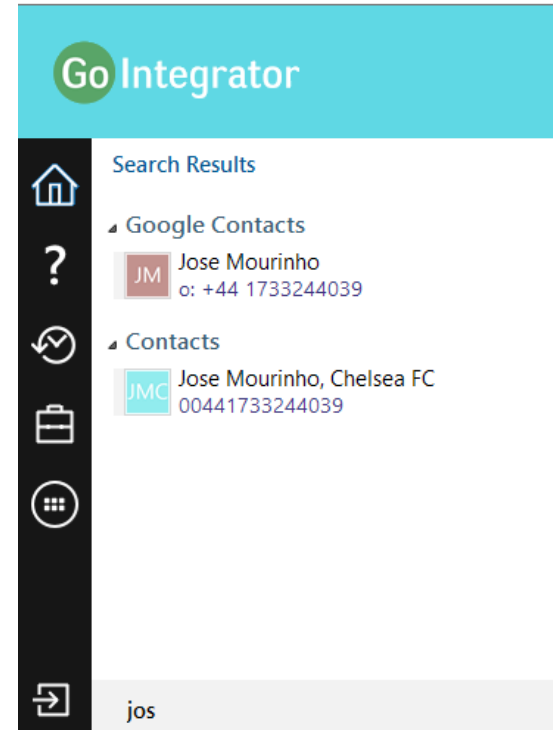 Go Integrator
Search Results
Google Contacts
JM
Jose Mourinho
o: +44 1733244039
Contacts
JMC
Jose Mourinho, Chelsea FC
00441733244039
?
jos